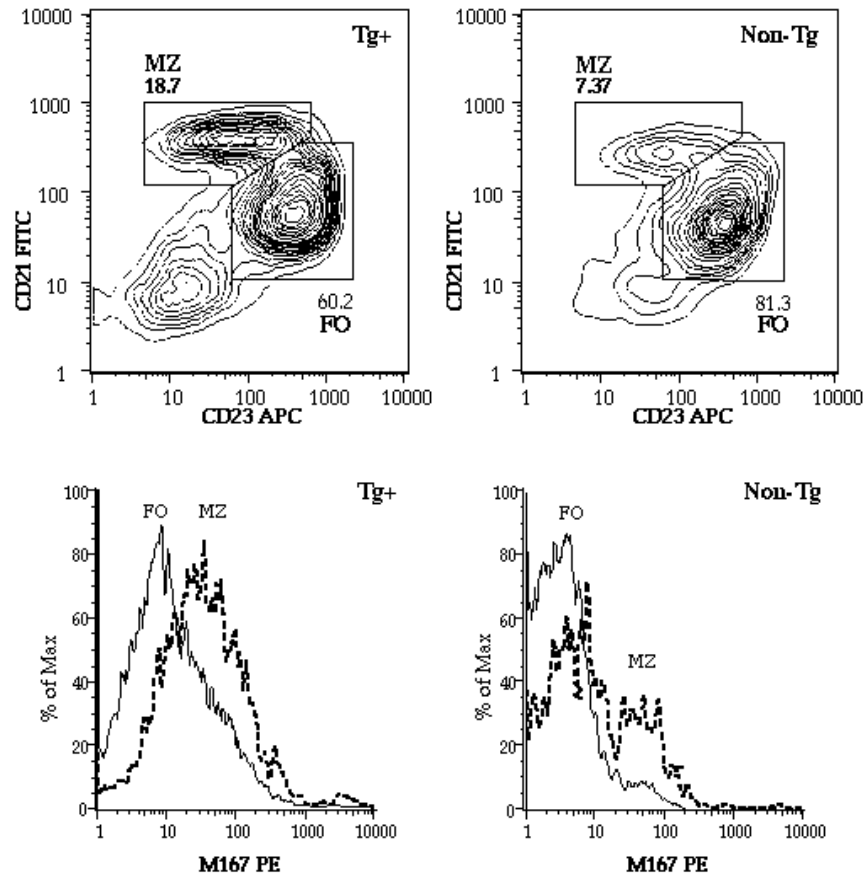 Tg+
MZ
18.7
10000
1000
100
10
1
CD21 FITC
60.2
FO
1 10 100 1000 10000
CD23 APC
Non-Tg
MZ
7.37
10000
1000
100
10
1
CD21 FITC
81.3
FO
1 10 100 1000 10000
CD23 APC
Tg+
FO MZ
100
80
60
40
20
0
% of Max
1 10 100 1000 10000
M167 PE
Non-Tg
FO
MZ
100
80
60
40
20
0
% of Max
1 10 100 1000 10000
M167 PE